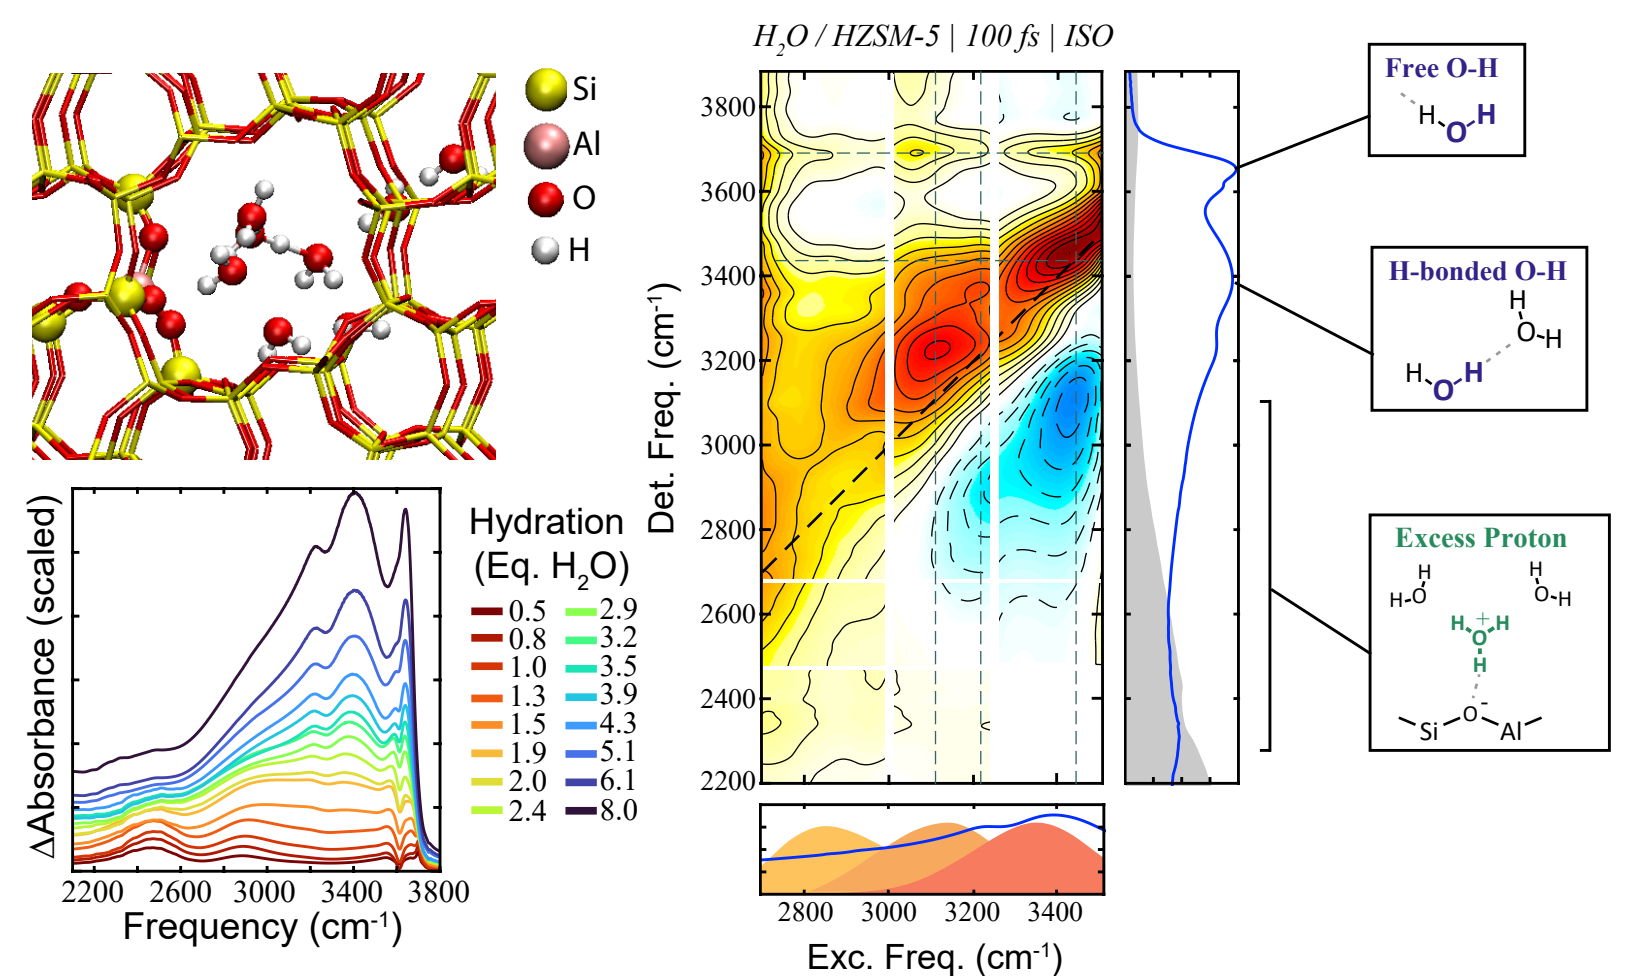 H2O / HZSM-5 | 100 fs | ISO
Si
Al
O
H
ΔAbsorbance (scaled)
2200 2600 3000 3400 3800
Frequency (cm-1)
Hydration
(Eq. H2O)
0.5 2.9
0.8 3.2
1.0 3.5
1.3 3.9
1.5 4.3
1.9 5.1
2.0 6.1
2.4 8.0
Det. Freq. (cm-1)
3800
3600
3400
3200
3000
2800
2600
2400
2200
2800 3000 3200 3400
Exc. Freq. (cm-1)
Free O-H
H O H
H-bonded O-H
H
O H
H O H
Excess Proton
H H
H O O H
+
H O H
H
O-
Si Al